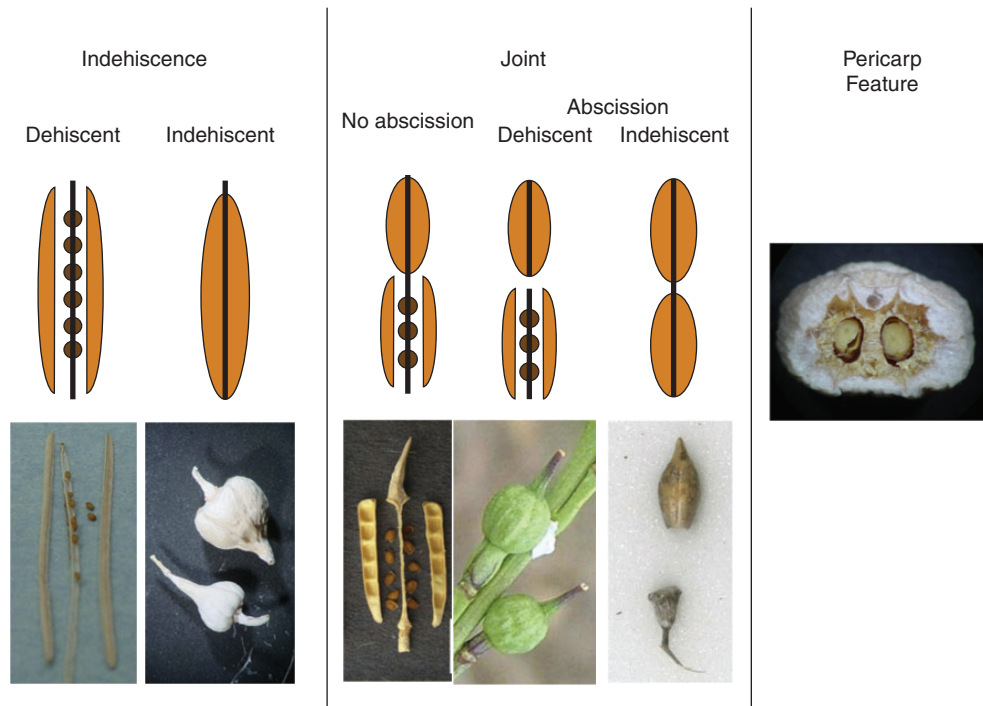 Indehiscence
Dehiscent
Indehiscent
Joint
No abscission
Abscission
Dehiscent
Indehiscent
Pericarp
Feature